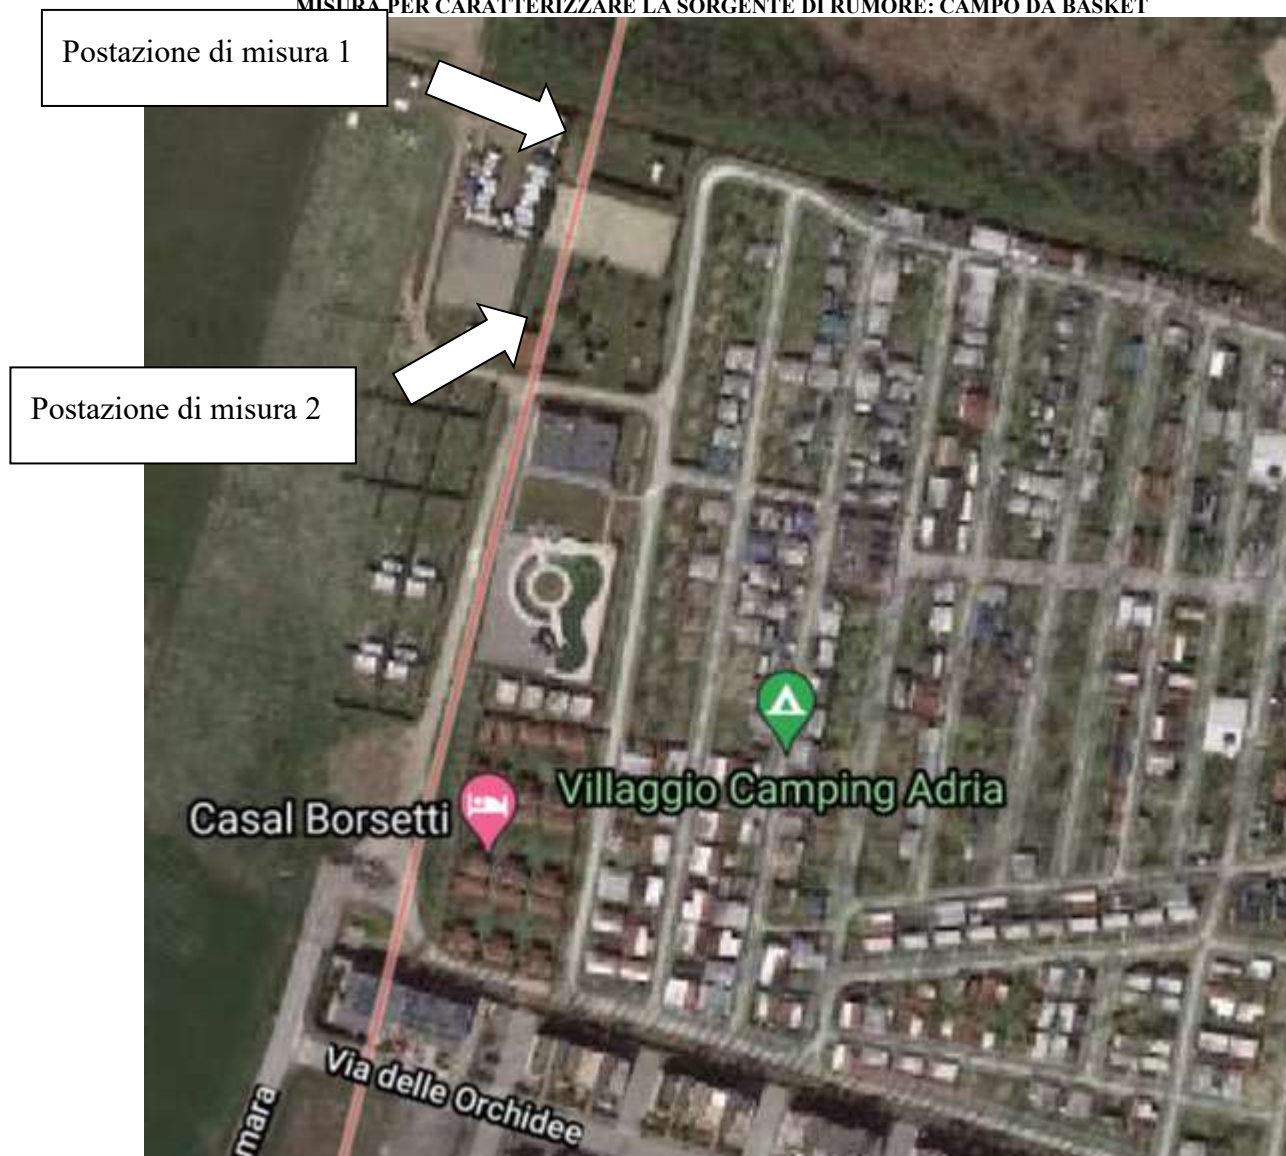 MISURA PER CARATTERIZZARE LA SORGENTE DI RUMORE: CAMPO DA BASKET
Postazione di misura 1
Postazione di misura 2
Villaggio Camping Adria
Casal Borsetti
Via delle Orchidee
mara